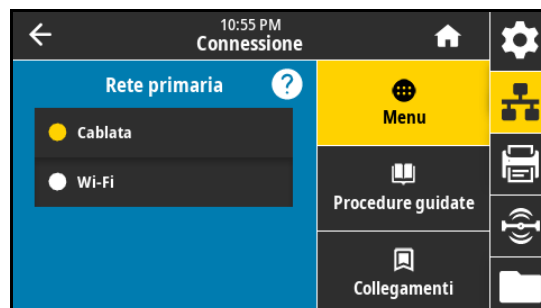 10:55 PM
Connessione
Rete primaria
?
Cablata
Wi-Fi
Menu
Procedure guidate
Collegamenti